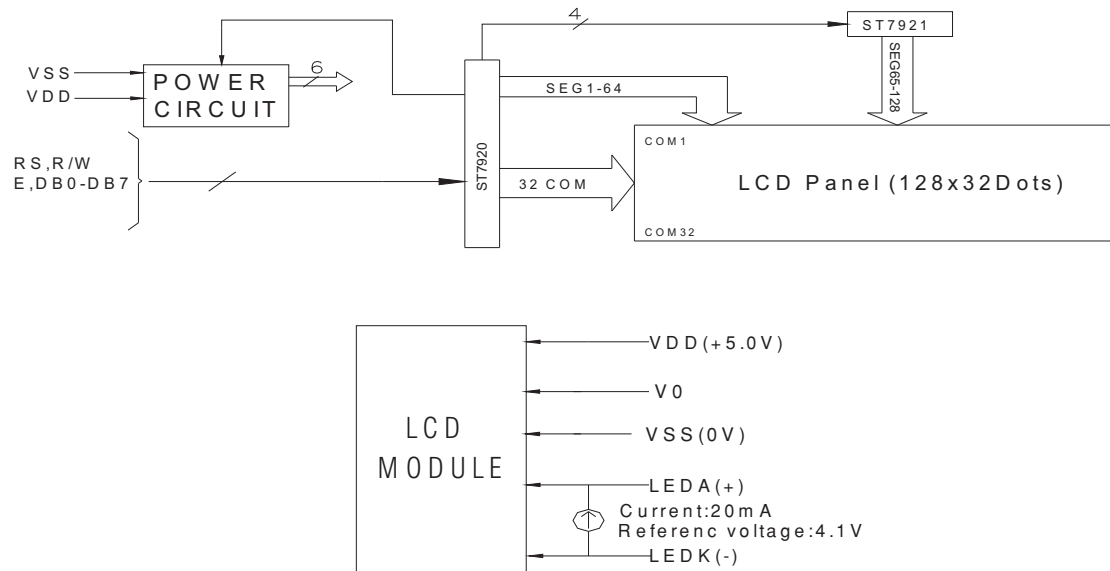 4
ST7921
SEG65-128
VSS
VDD
POWER
CIRCUIT
6
SEG1-64
RS,R/W
E,DB0-DB7
ST7920
32 COM
COM1
LCD Panel (128x32Dots)
COM32
LCD
MODULE
VDD(+5.0V)
V0
VSS(0V)
LEDA(+)
Current:20mA
Referenc voltage:4.1V
LEDK(-)